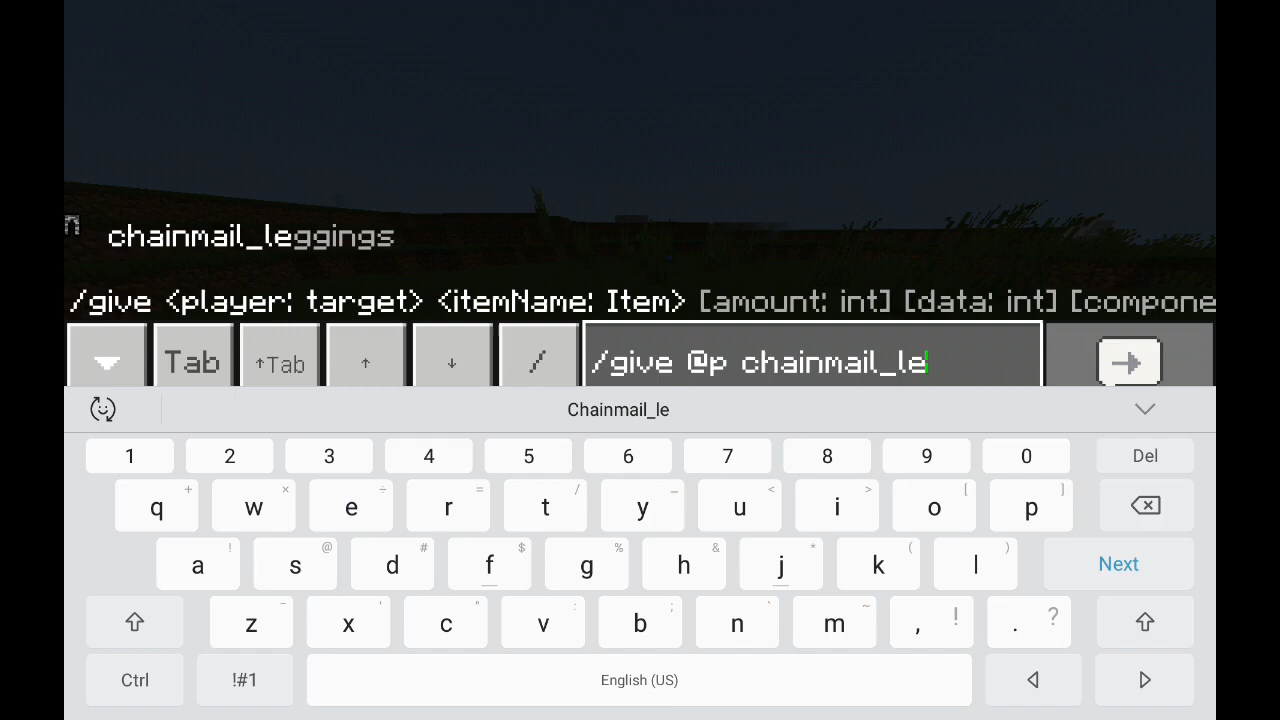 chainmail_leggings
/give <player: target> <itemName: Item> [amount: int] [data: int] [compone
Tab ↑Tab ↑ ↓ / /give @p chainmail_le
Chainmail_le
1 2 3 4 5 6 7 8 9 0 Del
+ × ÷ = / _ < > [ ]
q w e r t y u i o p
! @ # $ % & * ( )
a s d f g h j k l Next
- ' " : ; ` ~ ! ?
z x c v b n m , .
Ctrl !#1 English (US)